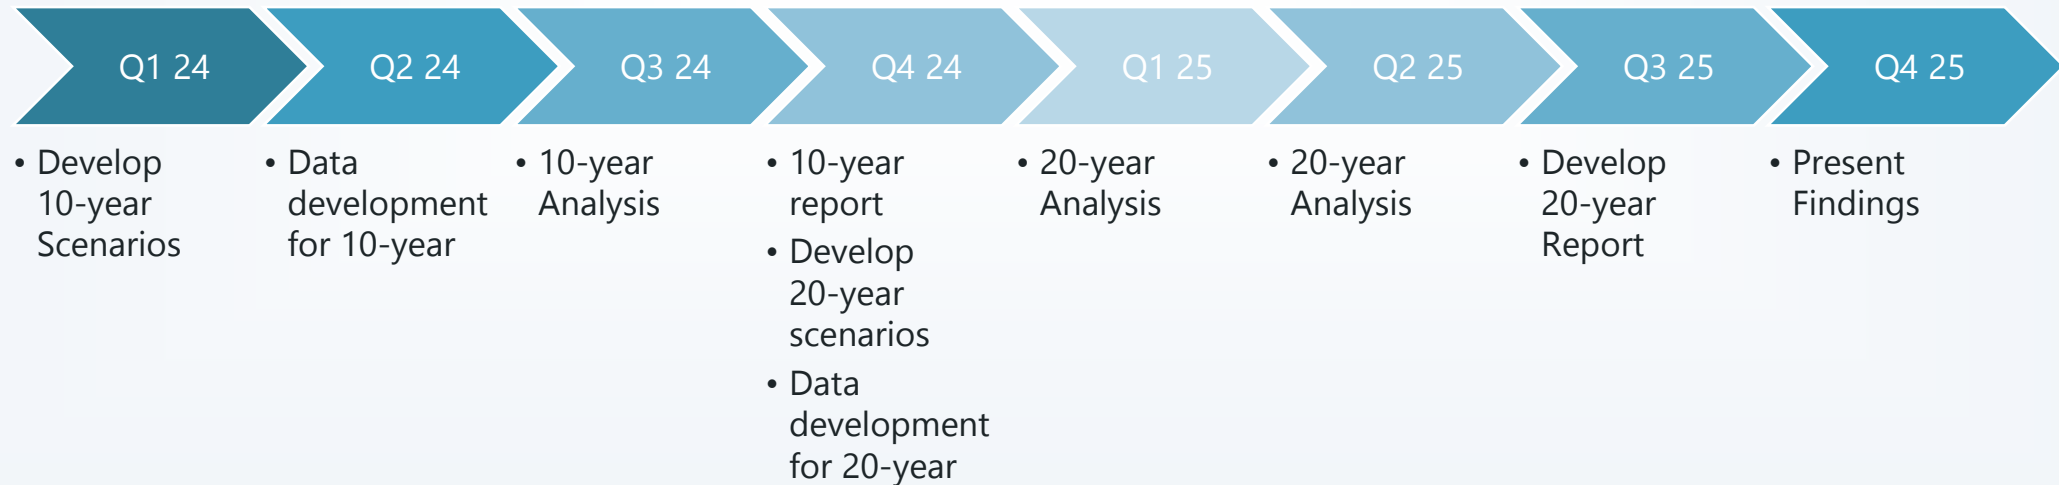 Q1 24
Q2 24
Q3 24
Q4 24
Q1 25
Q2 25
Q3 25
Q4 25
• Develop
10-year
Scenarios
• Data
development
for 10-year
• 10-year
Analysis
• 10-year
report
• Develop
20-year
scenarios
• Data
development
for 20-year
• 20-year
Analysis
• 20-year
Analysis
• Develop
20-year
Report
• Present
Findings